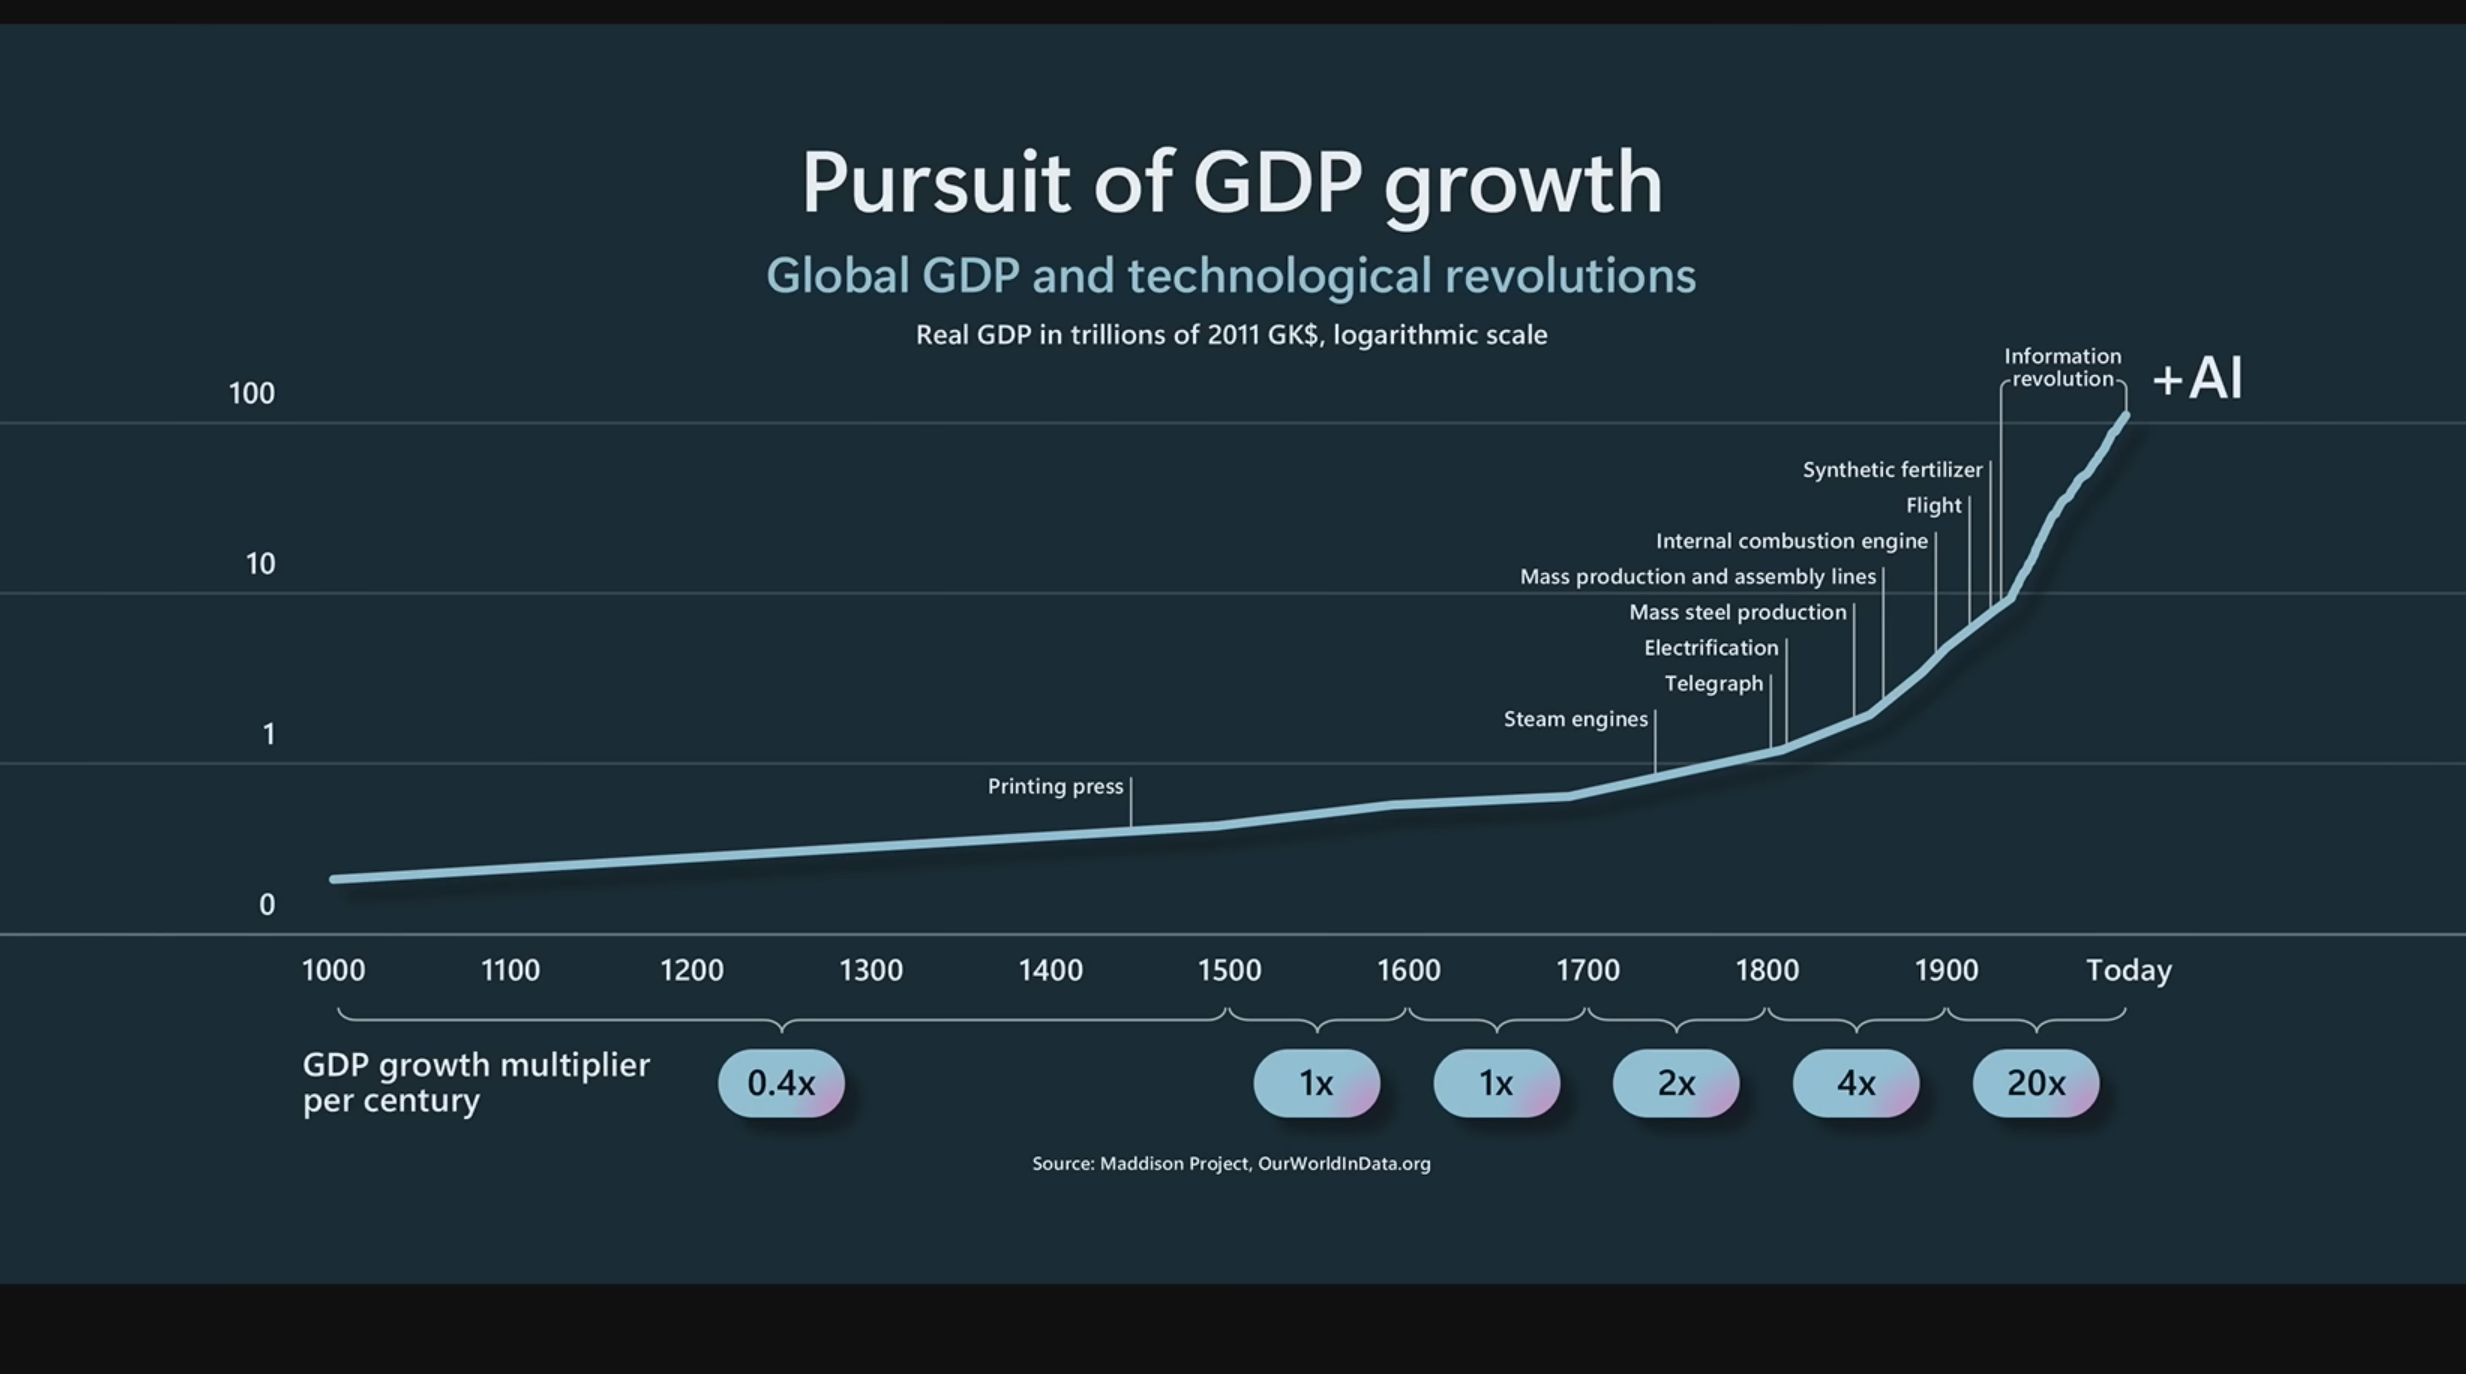 Pursuit of GDP growth
Global GDP and technological revolutions
Real GDP in trillions of 2011 GK$, logarithmic scale
Information
revolution
+AI
100
Synthetic fertilizer
Flight
Internal combustion engine
10
Mass production and assembly lines
Mass steel production
Electrification
Telegraph
Steam engines
1
Printing press
0
1000 1100 1200 1300 1400 1500 1600 1700 1800 1900 Today
GDP growth multiplier
per century
0.4x 1x 1x 2x 4x 20x
Source: Maddison Project, OurWorldInData.org